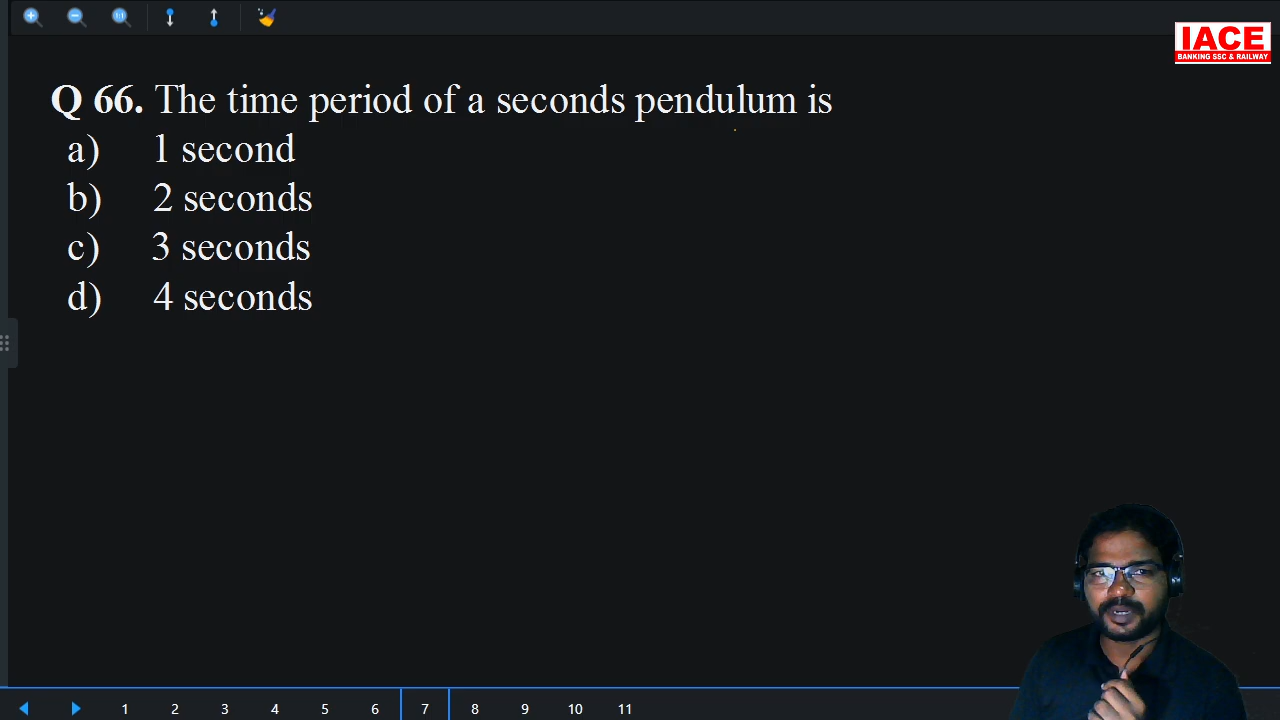 IACE
BANKING SSC & RAILWAY
Q 66. The time period of a seconds pendulum is
a) 1 second
b) 2 seconds
c) 3 seconds
d) 4 seconds
1 2 3 4 5 6 7 8 9 10 11